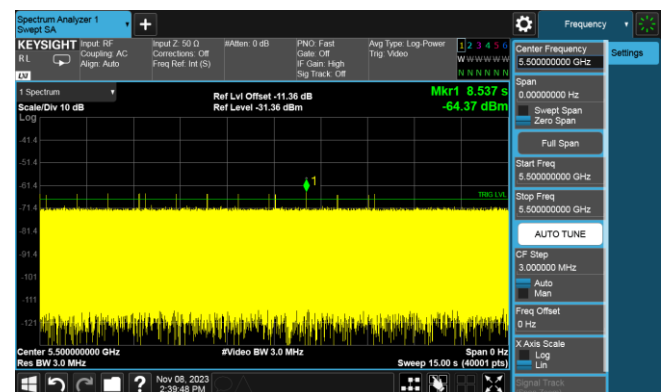 Spectrum Analyzer 1
Swept SA
Frequency
KEYSIGHT
RL
LW
Input: RF
Coupling: AC
Align: Auto
Input Z: 50 Ω
Corrections: Off
Freq Ref: Int (S)
#Atten: 0 dB
PNO: Fast
Gate: Off
IF Gain: High
Sig Track: Off
Avg Type: Log-Power
Trig: Video
1 2 3 4 5 6
W W W W W W
N N N N N N
1 Spectrum
Scale/Div 10 dB
Ref Lvl Offset -11.36 dB
Ref Level -31.36 dBm
Mkr1 8.537 s
-64.37 dBm
Log
-41.4
-51.4
-61.4
-71.4
-81.4
-91.4
-101
-111
-121
1
TRIG LVL
Center 5.500000000 GHz
Res BW 3.0 MHz
#Video BW 3.0 MHz
Span 0 Hz
Sweep 15.00 s (40001 pts)
Nov 08, 2023
2:39:48 PM
Center Frequency
5.500000000 GHz
Span
0.00000000 Hz
Swept Span
Zero Span
Full Span
Start Freq
5.500000000 GHz
Stop Freq
5.500000000 GHz
AUTO TUNE
CF Step
3.000000 MHz
Auto
Man
Freq Offset
0 Hz
X Axis Scale
Log
Lin
Signal Track
Settings